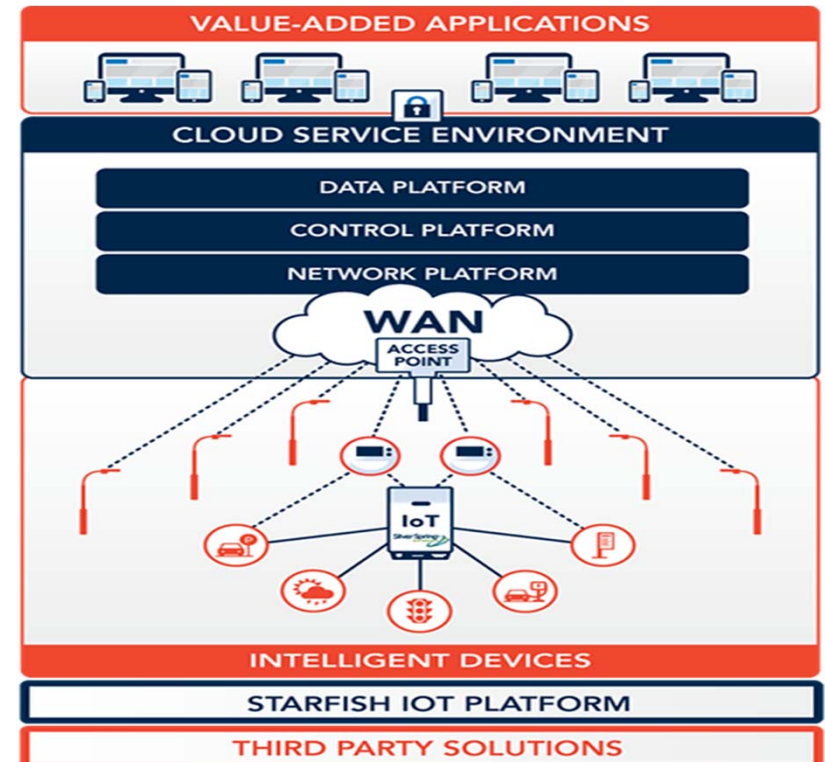 VALUE-ADDED APPLICATIONS
CLOUD SERVICE ENVIRONMENT
DATA PLATFORM
CONTROL PLATFORM
NETWORK PLATFORM
WAN
ACCESS
POINT
IoT
SilverSpring
P
INTELLIGENT DEVICES
STARFISH IOT PLATFORM
THIRD PARTY SOLUTIONS